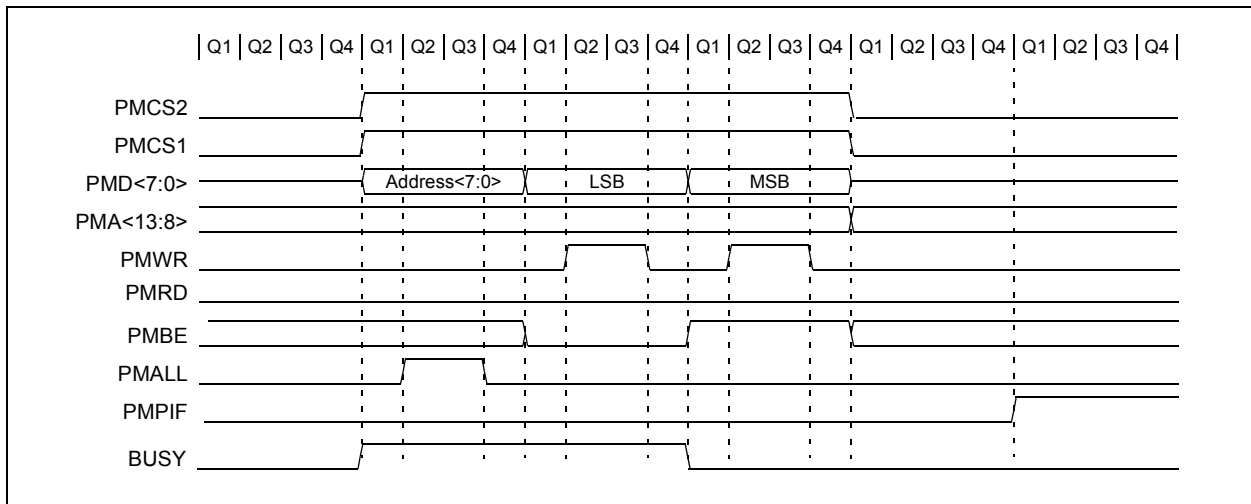 Q1 Q2 Q3 Q4 Q1 Q2 Q3 Q4 Q1 Q2 Q3 Q4 Q1 Q2 Q3 Q4 Q1 Q2 Q3 Q4 Q1 Q2 Q3 Q4
PMCS2
PMCS1
PMD<7:0> Address<7:0> LSB MSB
PMA<13:8>
PMWR
PMRD
PMBE
PMALL
PMPIF
BUSY